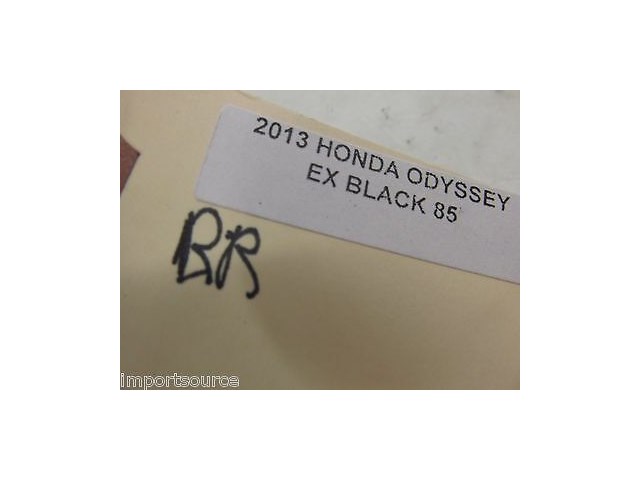 2013 HONDA ODYSSEY
EX BLACK 85
RR
importsource